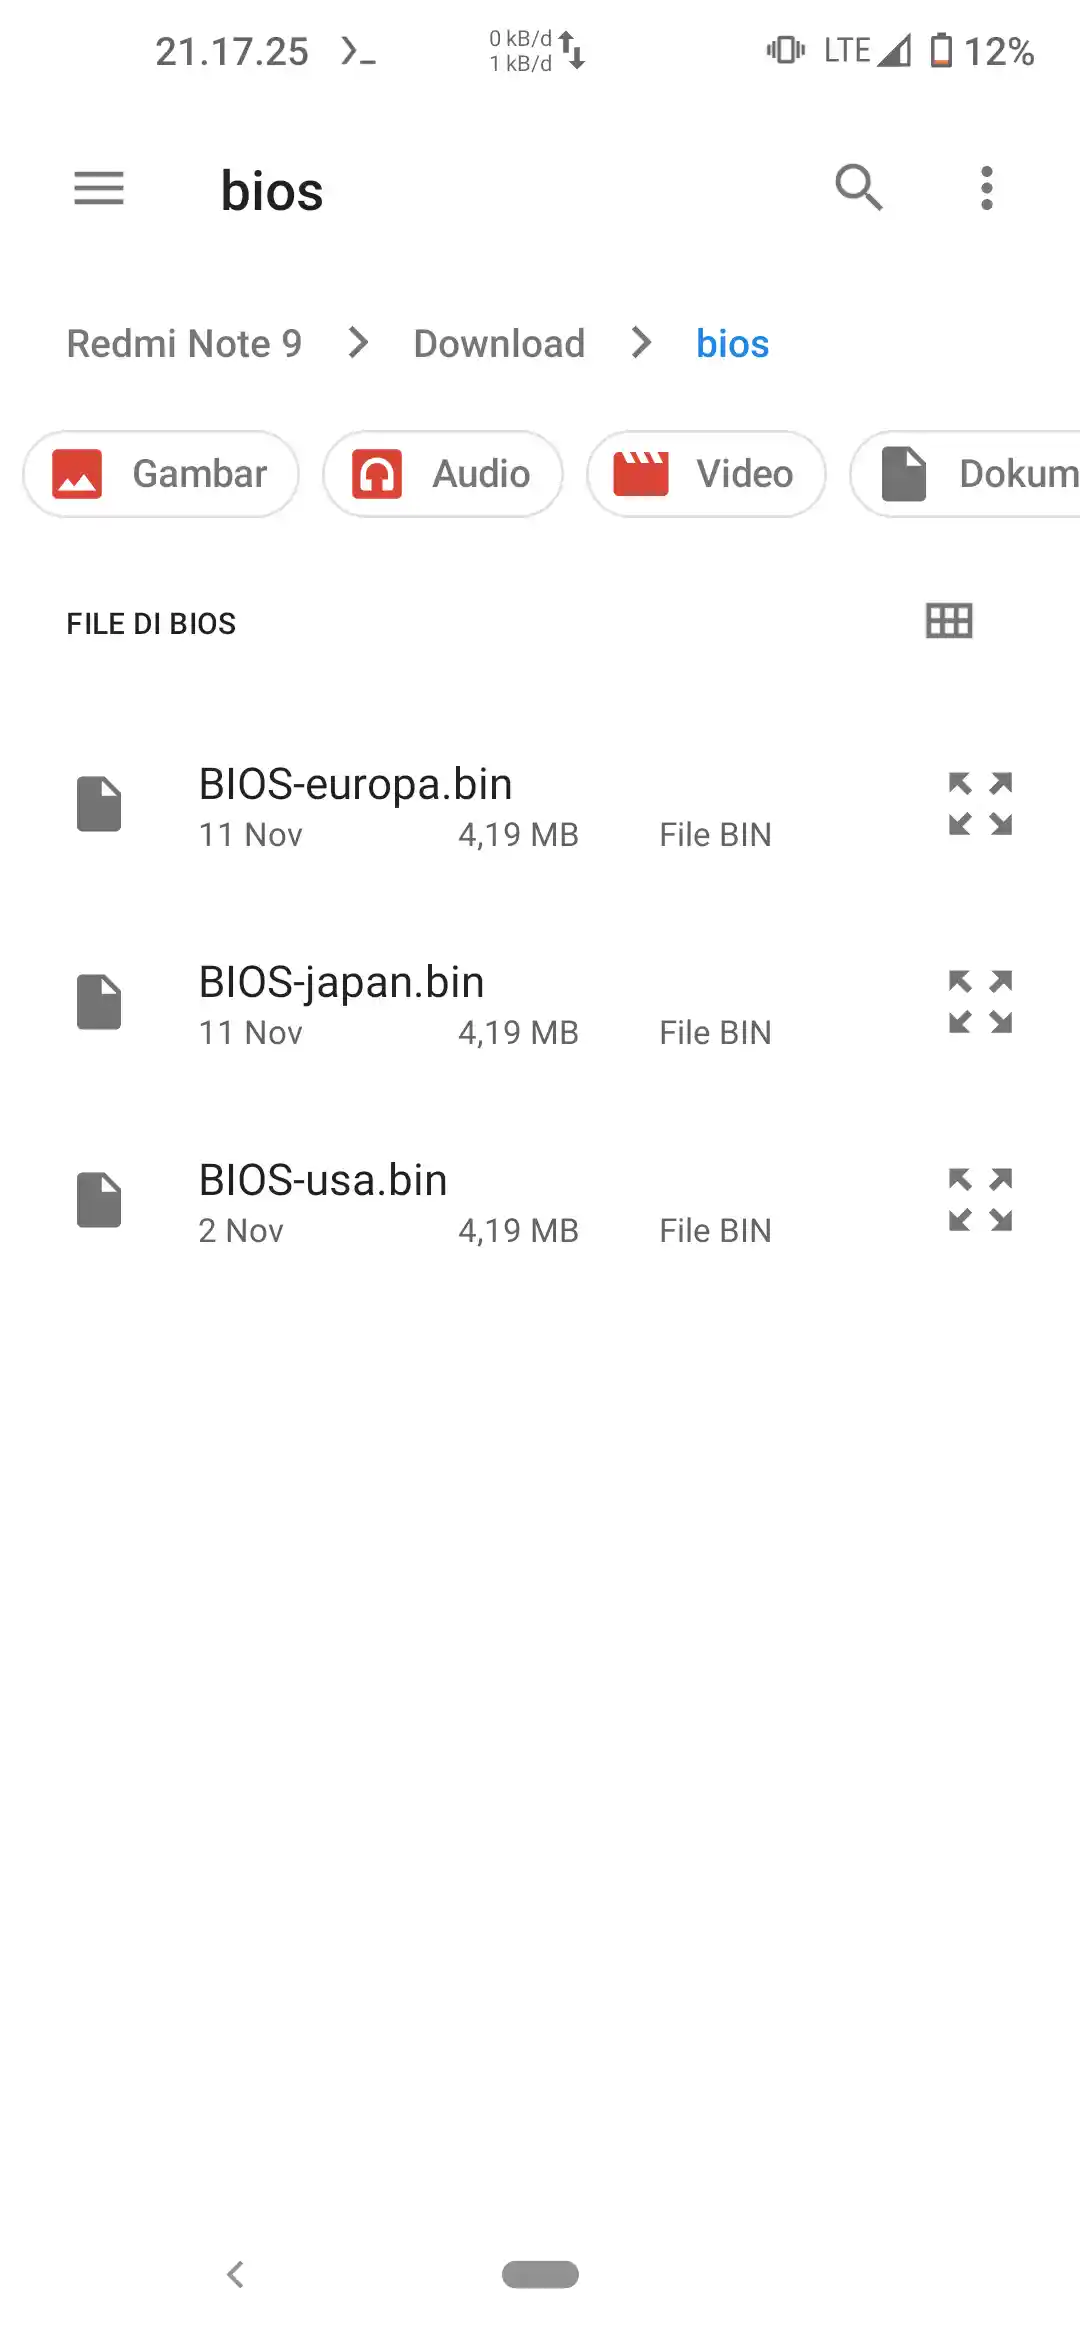 21.17.25 0 kB/d LTE 12%
1 kB/d
bios
Redmi Note 9 Download bios
Gambar Audio Video Dokum
FILE DI BIOS
BIOS-europa.bin
11 Nov 4,19 MB File BIN
BIOS-japan.bin
11 Nov 4,19 MB File BIN
BIOS-usa.bin
2 Nov 4,19 MB File BIN